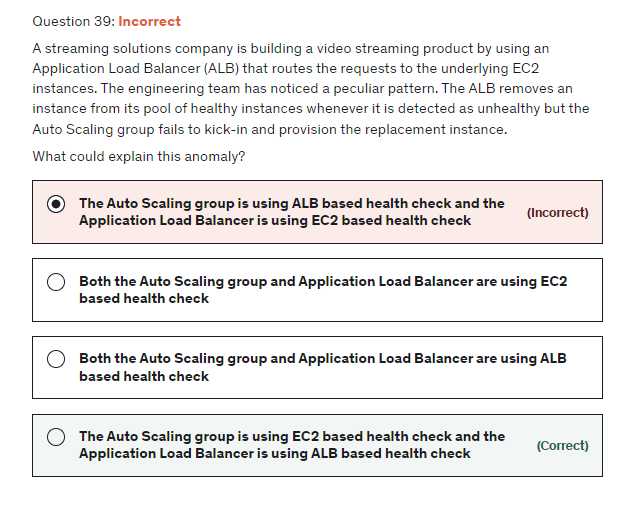 Question 39: Incorrect
A streaming solutions company is building a video streaming product by using an
Application Load Balancer (ALB) that routes the requests to the underlying EC2
instances. The engineering team has noticed a peculiar pattern. The ALB removes an
instance from its pool of healthy instances whenever it is detected as unhealthy but the
Auto Scaling group fails to kick-in and provision the replacement instance.
What could explain this anomaly?
The Auto Scaling group is using ALB based health check and the
Application Load Balancer is using EC2 based health check
(Incorrect)
Both the Auto Scaling group and Application Load Balancer are using EC2
based health check
Both the Auto Scaling group and Application Load Balancer are using ALB
based health check
The Auto Scaling group is using EC2 based health check and the
Application Load Balancer is using ALB based health check
(Correct)